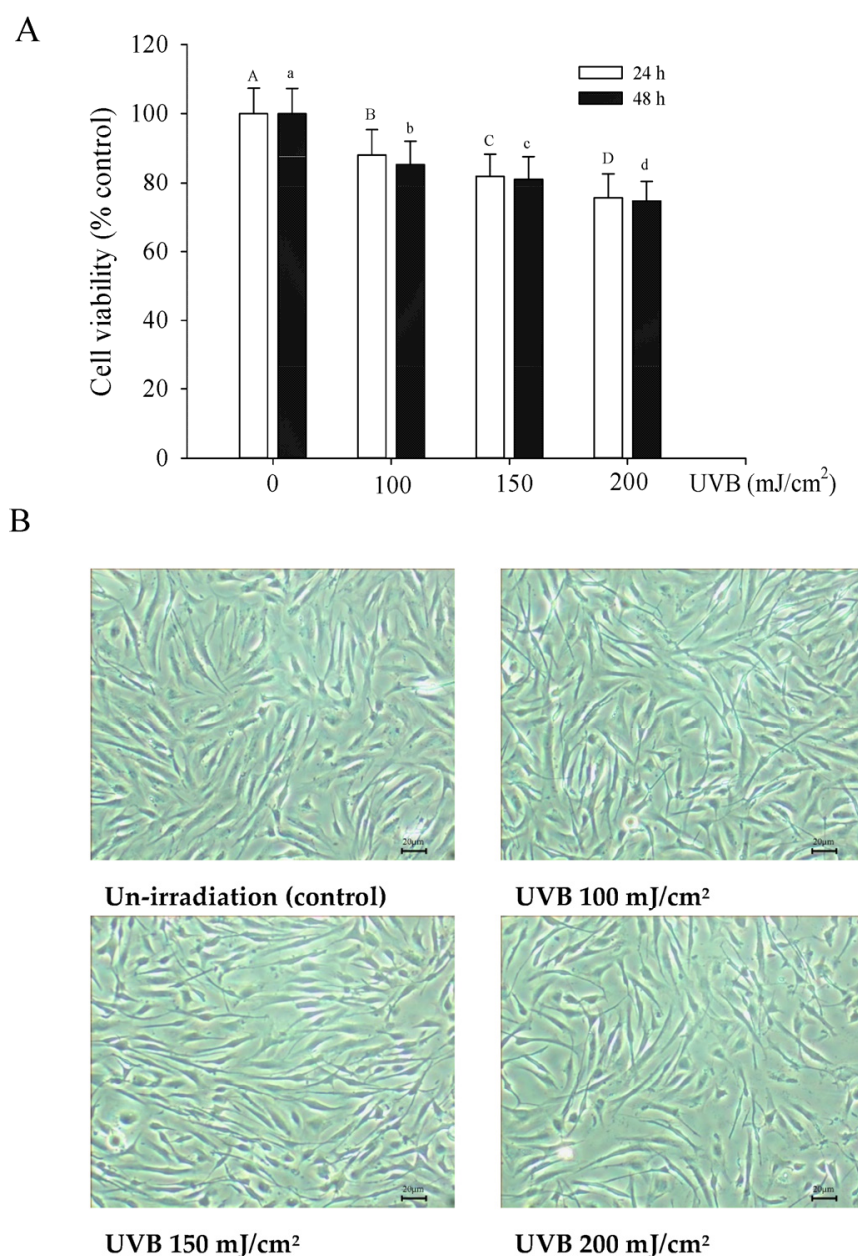 A
120
100
80
60
40
20
0
Cell viability (% control)
A a
B b
C c
D d
24 h
48 h
0 100 150 200 UVB (mJ/cm²)
B
20μm
20μm
Un-irradiation (control) UVB 100 mJ/cm²
20μm
20μm
UVB 150 mJ/cm² UVB 200 mJ/cm²